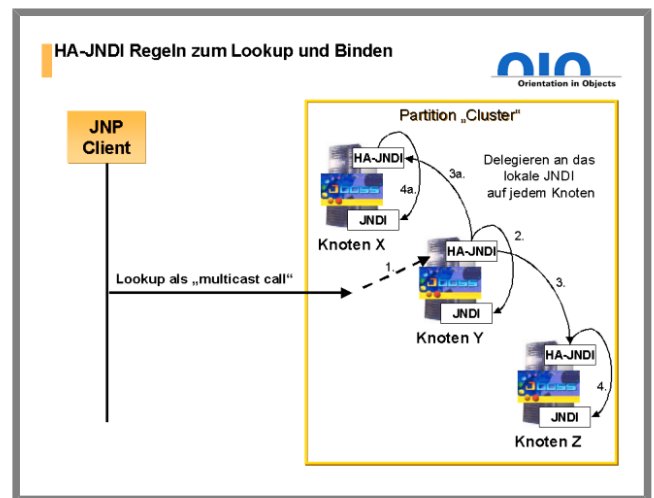 HA-JNDI Regeln zum Lookup und Binden
OIO
Orientation in Objects
Partition „Cluster“
JNP
Client
HA-JNDI
3a.
Delegieren an das
lokale JNDI
auf jedem Knoten
4a.
JNDI
Knoten X
2.
HA-JNDI
1.
Lookup als „multicast call“
3.
JNDI
Knoten Y
HA-JNDI
4.
JNDI
Knoten Z